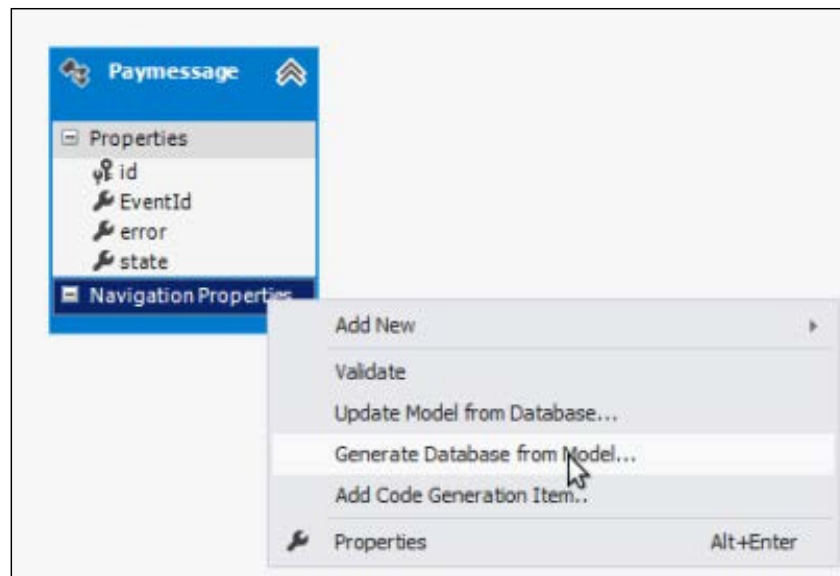 Paymessage
Properties
id
EventId
error
state
Navigation Properties
Add New
Validate
Update Model from Database...
Generate Database from Model...
Add Code Generation Item..
Properties Alt+Enter